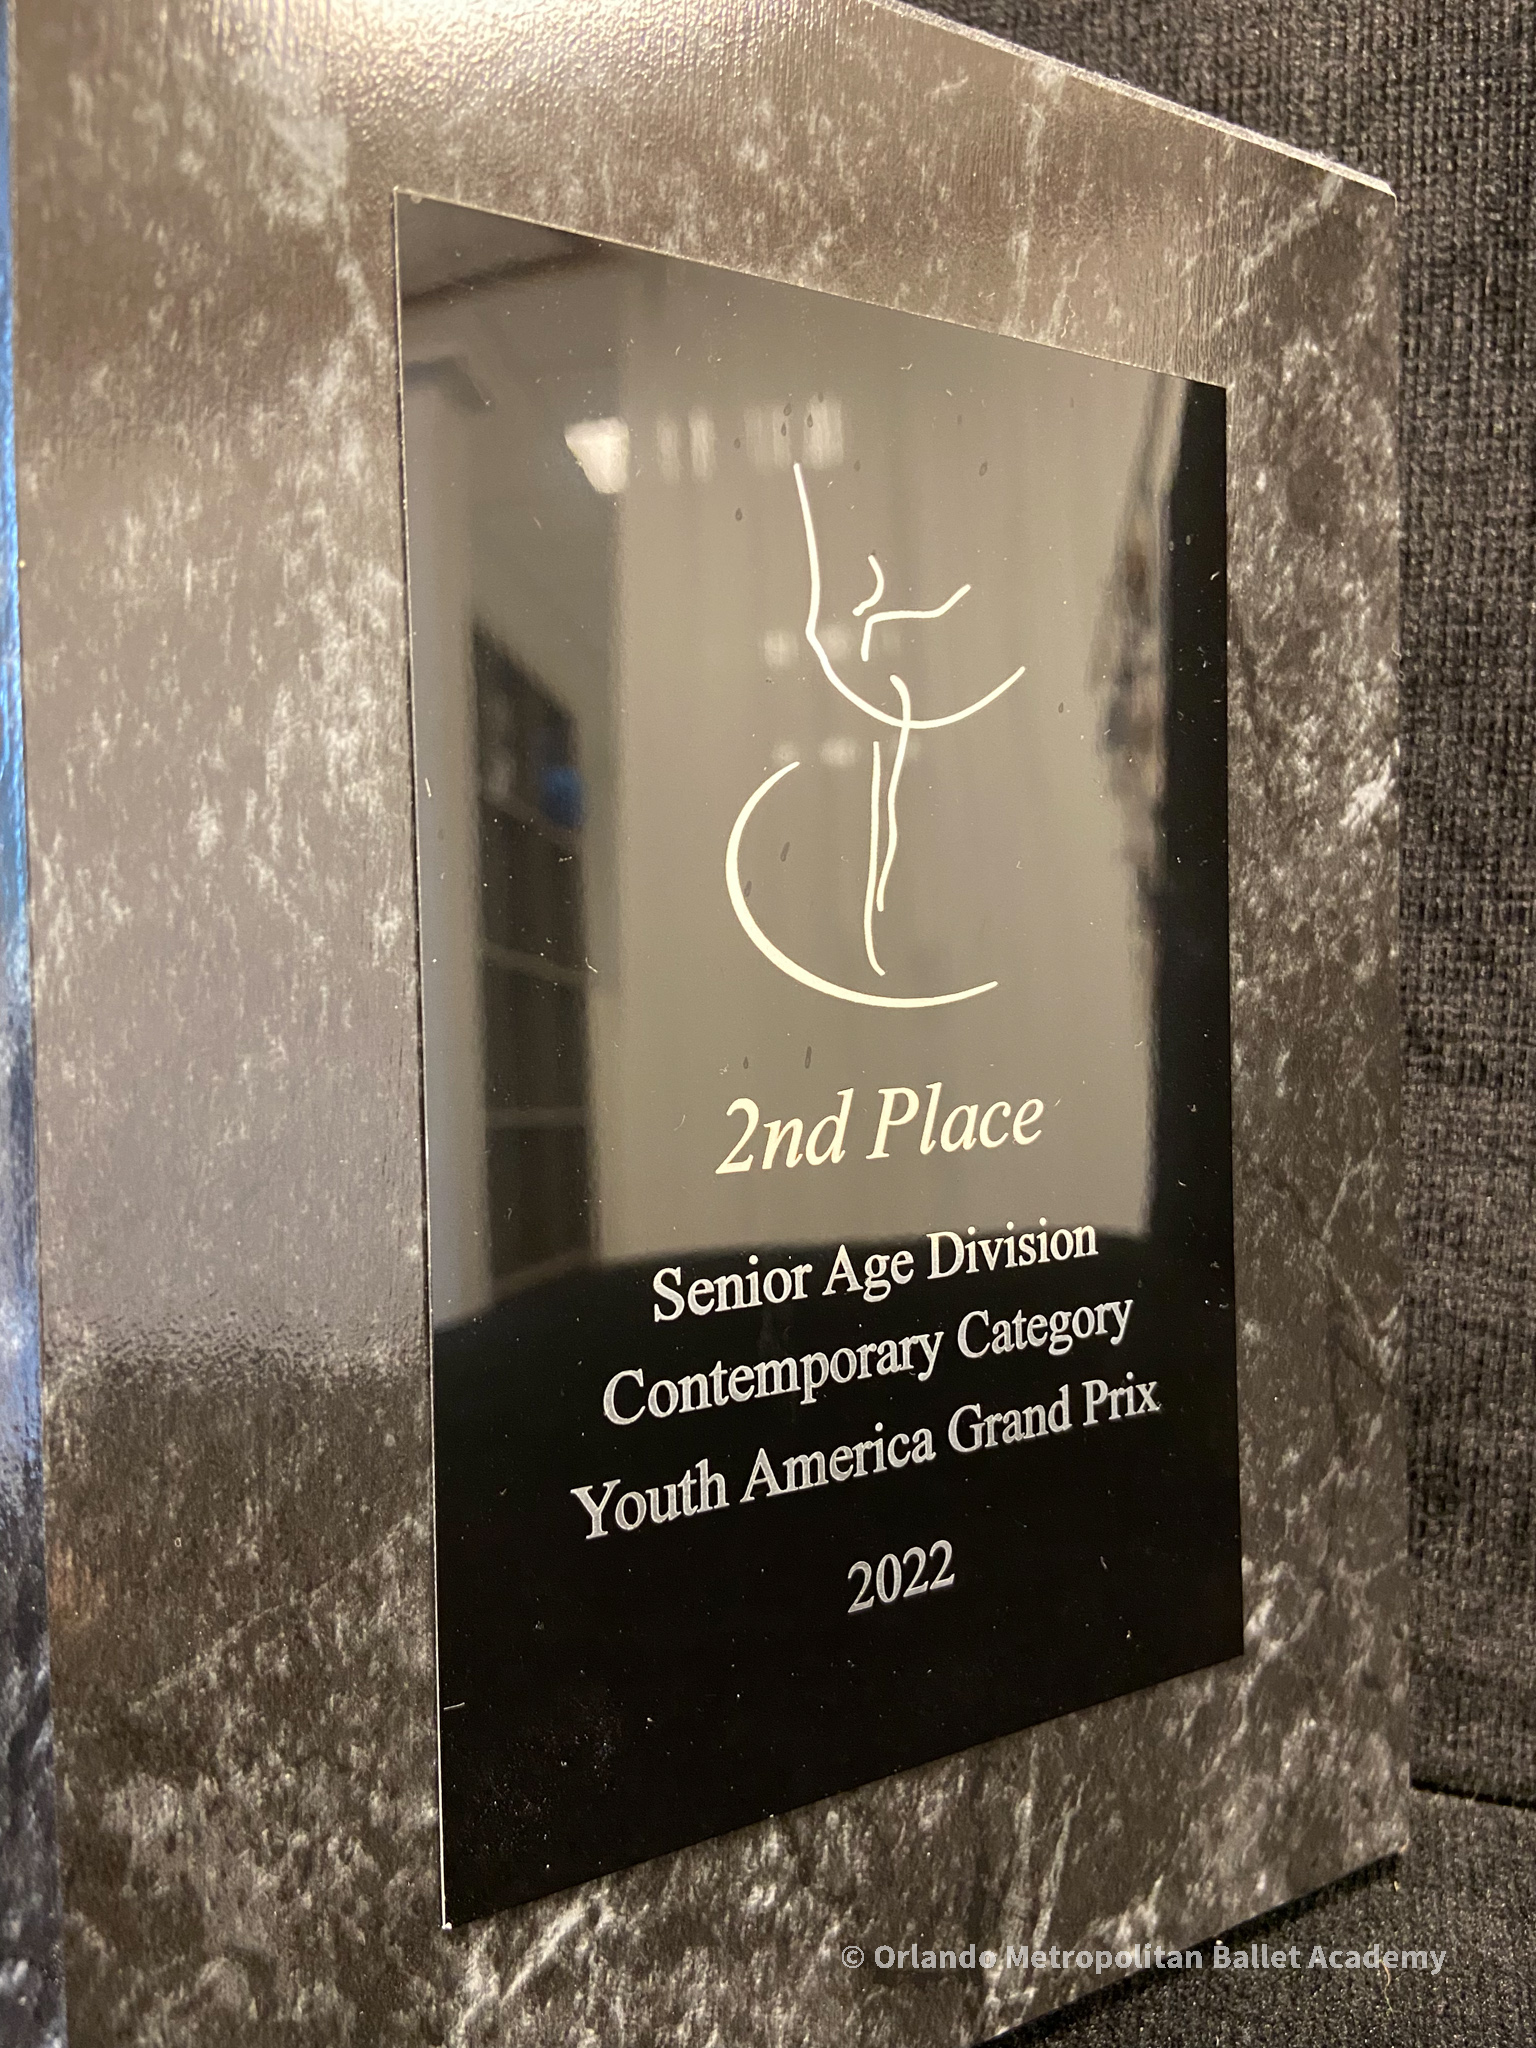 2nd Place
Senior Age Division
Contemporary Category
Youth America Grand Prix
2022
© Orlando Metropolitan Ballet Academy